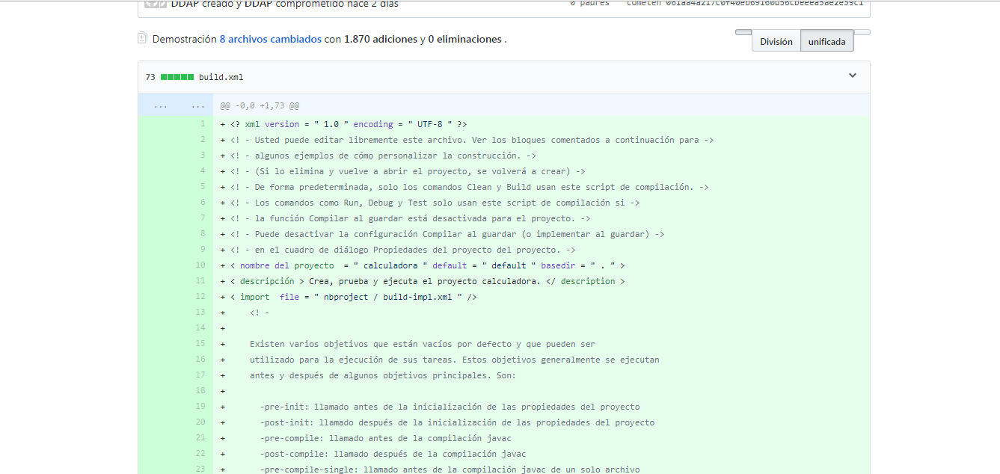 DDAP creado y DDAP comprometido hace 2 días
0 padres cometen 061aa4a217c0f40eb69160d56cbeeea5ae2e39c1
Demostración 8 archivos cambiados con 1.870 adiciones y 0 eliminaciones .
División unificada
73 build.xml
... ... @@ -0,0 +1,73 @@
1 + <? xml version = " 1.0 " encoding = " UTF-8 " ?>
2 + <! - Usted puede editar libremente este archivo. Ver los bloques comentados a continuación para ->
3 + <! - algunos ejemplos de cómo personalizar la construcción. ->
4 + <! - (Si lo elimina y vuelve a abrir el proyecto, se volverá a crear) ->
5 + <! - De forma predeterminada, solo los comandos Clean y Build usan este script de compilación. ->
6 + <! - Los comandos como Run, Debug y Test solo usan este script de compilación si ->
7 + <! - la función Compilar al guardar está desactivada para el proyecto. ->
8 + <! - Puede desactivar la configuración Compilar al guardar (o implementar al guardar) ->
9 + <! - en el cuadro de diálogo Propiedades del proyecto del proyecto. ->
10 + < nombre del proyecto = " calculadora " default = " default " basedir = " . " >
11 + < descripción > Crea, prueba y ejecuta el proyecto calculadora. </ description >
12 + < import file = " nbproject / build-impl.xml " />
13 + <! -
14 +
15 + Existen varios objetivos que están vacíos por defecto y que pueden ser
16 + utilizado para la ejecución de sus tareas. Estos objetivos generalmente se ejecutan
17 + antes y después de algunos objetivos principales. Son:
18 +
19 + -pre-init: llamado antes de la inicialización de las propiedades del proyecto
20 + -post-init: llamado después de la inicialización de las propiedades del proyecto
21 + -pre-compile: llamado antes de la compilación javac
22 + -post-compile: llamado después de la compilación javac
23 + -pre-compile-single: llamado antes de la compilación javac de un solo archivo